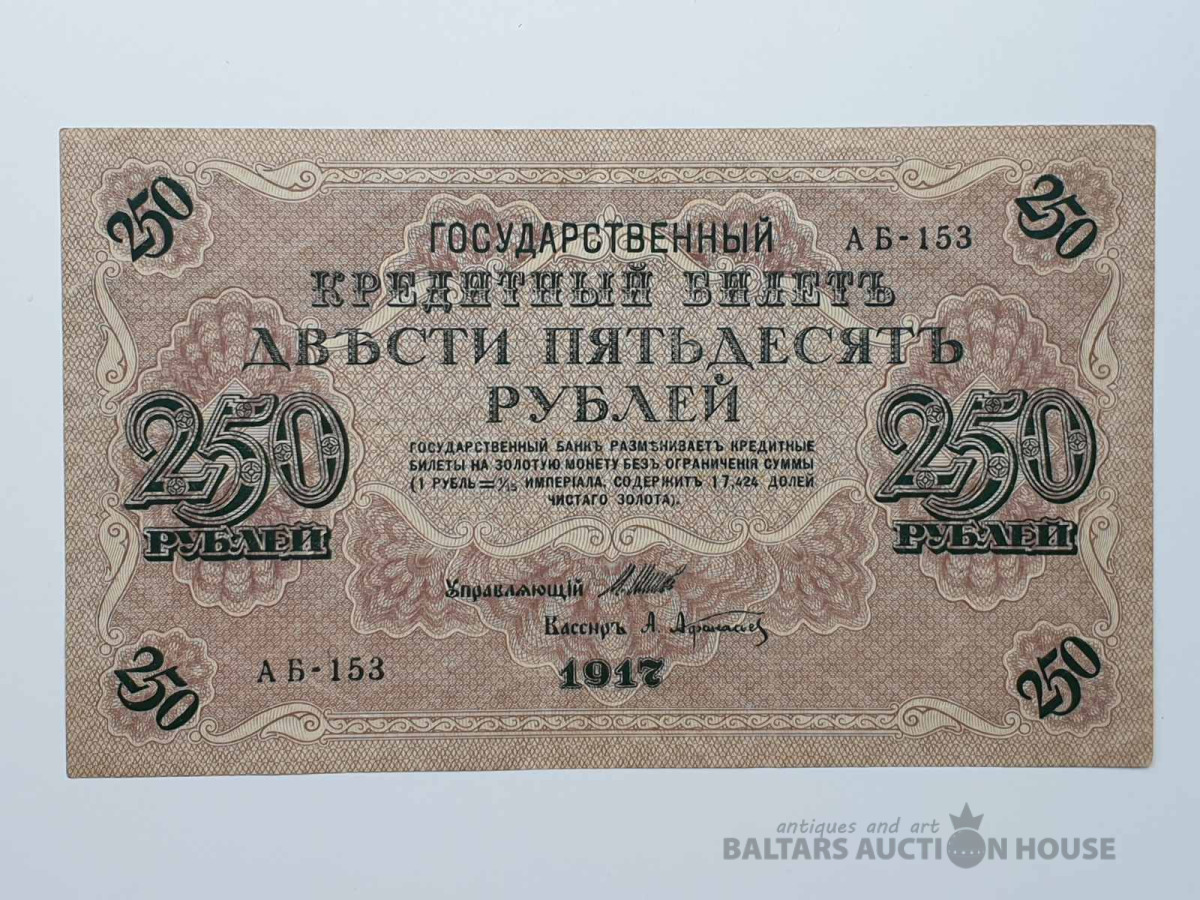 250
250
ГОСУДАРСТВЕННЫЙ
АБ-153
КРЕДИТНЫЙ БИЛЕТЪ
ДВѢСТИ ПЯТЬДЕСЯТЪ
РУБЛЕЙ
250
РУБЛЕЙ
250
РУБЛЕЙ
ГОСУДАРСТВЕННЫЙ БАНКЪ РАЗМѢНИВАЕТЪ КРЕДИТНЫЕ
БИЛЕТЫ НА ЗОЛОТУЮ МОНЕТУ БЕЗЪ ОГРАНИЧЕНІЯ СУММЫ
(1 РУБЛЬ=1/15 ИМПЕРІАЛА, СОДЕРЖИТЪ 17,424 ДОЛЕЙ
ЧИСТАГО ЗОЛОТА).
Управляющій
Кассиръ А. Афанасьев
АБ-153
1917
250
250
antiques and art
BALTARS AUCTION HOUSE